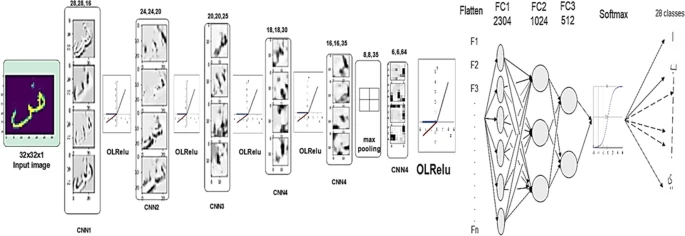 28,28,16
24,24,20
20,20,25
18,18,30
16,16,35
8,8,35
6,6,64
Flatten
FC1
2304
FC2
1024
FC3
512
Softmax
28 classes
F1
F2
F3
Fn
32x32x1
Input image
OLRelu
OLRelu
OLRelu
OLRelu
max
pooling
OLRelu
CNN1
CNN2
CNN3
CNN4
CNN4
CNN4